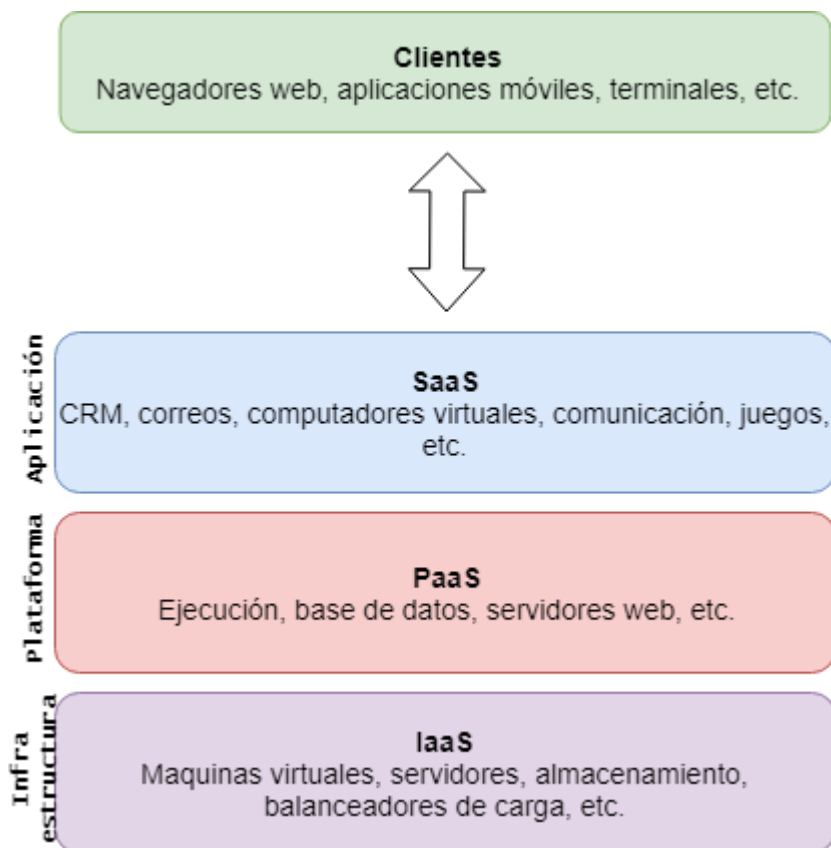 Clientes
Navegadores web, aplicaciones móviles, terminales, etc.
Aplicación
SaaS
CRM, correos, computadores virtuales, comunicación, juegos,
etc.
Plataforma
PaaS
Ejecución, base de datos, servidores web, etc.
Infra
estructura
IaaS
Maquinas virtuales, servidores, almacenamiento,
balanceadores de carga, etc.